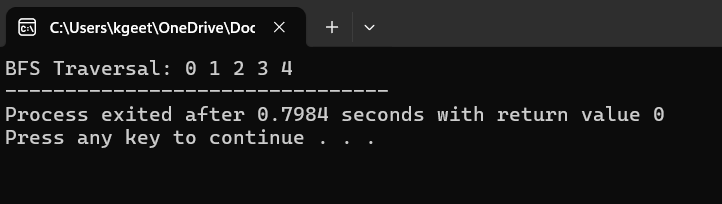 C:\Users\kgeet\OneDrive\Doc
BFS Traversal: 0 1 2 3 4
--------------------------------
Process exited after 0.7984 seconds with return value 0
Press any key to continue . . .